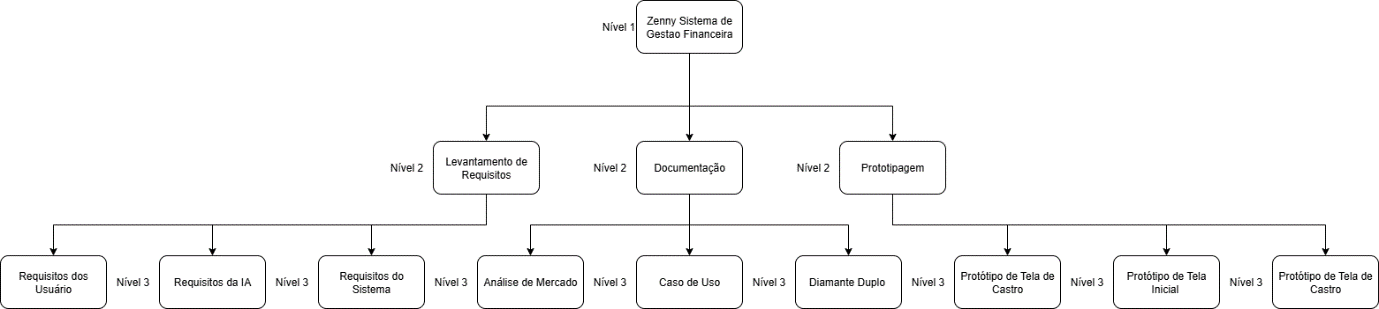 Nível 1
Zenny Sistema de
Gestao Financeira
Nível 2
Levantamento de
Requisitos
Nível 2
Documentação
Nível 2
Prototipagem
Requisitos dos
Usuário
Nível 3
Requisitos da IA
Nível 3
Requisitos do
Sistema
Nível 3
Análise de Mercado
Nível 3
Caso de Uso
Nível 3
Diamante Duplo
Nível 3
Protótipo de Tela de
Castro
Nível 3
Protótipo de Tela
Inicial
Nível 3
Protótipo de Tela de
Castro